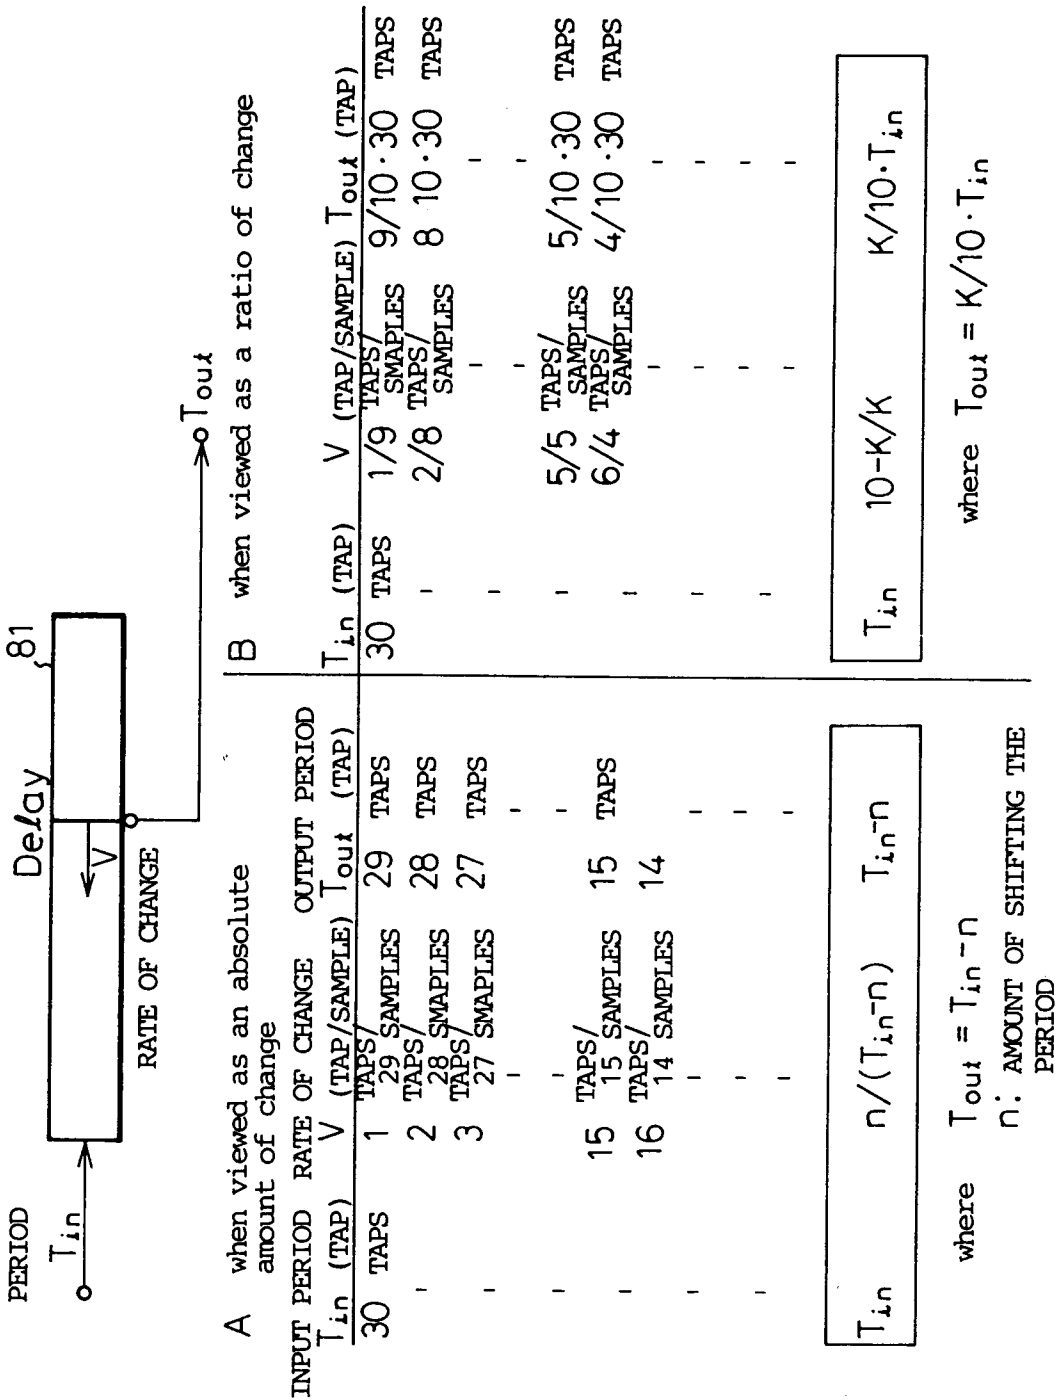 PERIOD
Tin
Delay 81
V
RATE OF CHANGE
Tout
A when viewed as an absolute
amount of change
INPUT PERIOD RATE OF CHANGE OUTPUT PERIOD
Tin (TAP) V (TAP/SAMPLE) Tout (TAP)
30 TAPS 1 TAPS/ 29 SAMPLES 29 TAPS
- 2 TAPS/ 28 SMAPLES 28 TAPS
- 3 TAPS/ 27 SMAPLES 27 TAPS
- - -
- - -
- 15 TAPS/ 15 SAMPLES 15 TAPS
- 16 TAPS/ 14 SAMPLES 14
- -
- -
- -
Tin n/(Tin-n) Tin-n
where Tout = Tin-n
n: AMOUNT OF SHIFTING THE
PERIOD
B when viewed as a ratio of change
Tin (TAP) V (TAP/SAMPLE) Tout (TAP)
30 TAPS 1/9 TAPS/ SMAPLES 9/10·30 TAPS
- 2/8 TAPS/ SAMPLES 8 10·30 TAPS
- - -
- - -
- 5/5 TAPS/ SAMPLES 5/10·30 TAPS
- 6/4 TAPS/ SAMPLES 4/10·30 TAPS
- - -
- - -
- -
- -
Tin 10-K/K K/10·Tin
where Tout = K/10·Tin